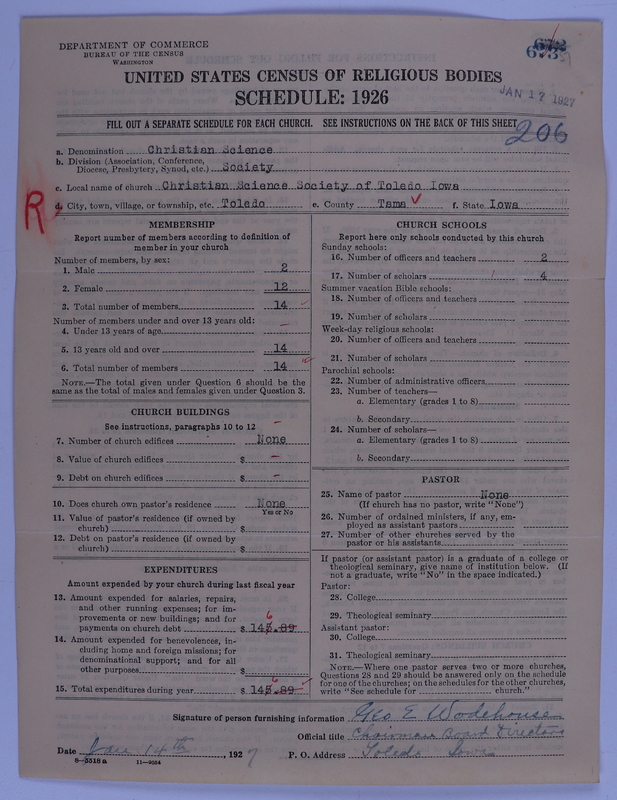 DEPARTMENT OF COMMERCE
BUREAU OF THE CENSUS
WASHINGTON
UNITED STATES CENSUS OF RELIGIOUS BODIES
SCHEDULE: 1926
JAN 17 1927
FILL OUT A SEPARATE SCHEDULE FOR EACH CHURCH. SEE INSTRUCTIONS ON THE BACK OF THIS SHEET
206
a. Denomination Christian Science
b. Division (Association, Conference,
Diocese, Presbytery, Synod, etc.) Society
c. Local name of church Christian Science Society of Toledo Iowa
R
d. City, town, village, or township, etc. Toledo e. County Tama f. State Iowa
MEMBERSHIP
Report number of members according to definition of
member in your church
Number of members, by sex:
1. Male 2
2. Female 12
3. Total number of members 14
Number of members under and over 13 years old:
4. Under 13 years of age –
5. 13 years old and over 14
6. Total number of members 14
NOTE.—The total given under Question 6 should be the
same as the total of males and females given under Question 3.
CHURCH BUILDINGS
See instructions, paragraphs 10 to 12
7. Number of church edifices None
8. Value of church edifices $ –
9. Debt on church edifices $ –
10. Does church own pastor's residence None
Yes or No
11. Value of pastor's residence (if owned by
church) $
12. Debt on pastor's residence (if owned by
church) $
EXPENDITURES
Amount expended by your church during last fiscal year
13. Amount expended for salaries, repairs,
and other running expenses; for im-
provements or new buildings; and for
6
payments on church debt $ 145.89
14. Amount expended for benevolences, in-
cluding home and foreign missions; for
denominational support; and for all
other purposes $
6
15. Total expenditures during year $ 145.89
CHURCH SCHOOLS
Report here only schools conducted by this church
Sunday schools:
16. Number of officers and teachers 2
17. Number of scholars 4
Summer vacation Bible schools:
18. Number of officers and teachers
19. Number of scholars
Week-day religious schools:
20. Number of officers and teachers
21. Number of scholars
Parochial schools:
22. Number of administrative officers
23. Number of teachers—
a. Elementary (grades 1 to 8)
b. Secondary
24. Number of scholars—
a. Elementary (grades 1 to 8)
b. Secondary
PASTOR
25. Name of pastor None
(If church has no pastor, write "None")
26. Number of ordained ministers, if any, em-
ployed as assistant pastors
27. Number of other churches served by the
pastor or his assistants
If pastor (or assistant pastor) is a graduate of a college or
theological seminary, give name of institution below. (If
not a graduate, write "No" in the space indicated.)
Pastor:
28. College
29. Theological seminary
Assistant pastor:
30. College
31. Theological seminary
NOTE.—Where one pastor serves two or more churches,
Questions 28 and 29 should be answered only on the schedule
for one of the churches; on the schedules for the other churches,
write "See schedule for church."
Signature of person furnishing information Geo E Wodehouse
Official title Chairman Board Directors
Date Jan 14th, 1927 P. O. Address Toledo Iowa
8—5518a 11—9054